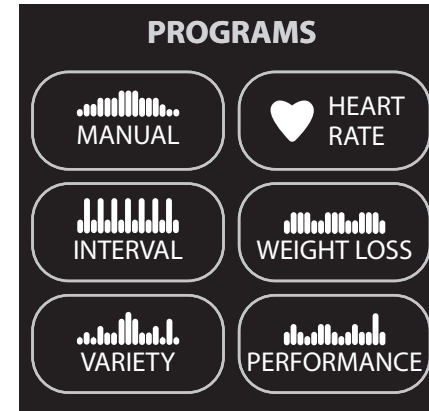 PROGRAMS
MANUAL
HEART
RATE
INTERVAL
WEIGHT LOSS
VARIETY
PERFORMANCE